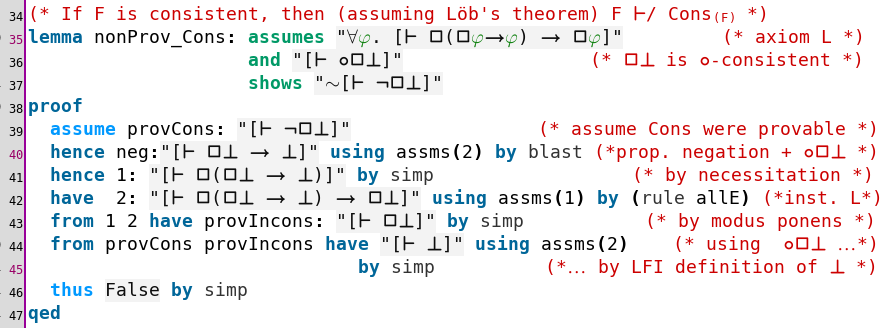 34 (* If F is consistent, then (assuming Löb's theorem) F ⊢/ Cons₍F₎ *)
35 lemma nonProv_Cons: assumes "∀φ. [⊢ □(□φ→φ) → □φ]" (* axiom L *)
36 and "[⊢ ∘□⊥]" (* □⊥ is ∘-consistent *)
37 shows "∼[⊢ ¬□⊥]"
38 proof
39 assume provCons: "[⊢ ¬□⊥]" (* assume Cons were provable *)
40 hence neg:"[⊢ □⊥ → ⊥]" using assms(2) by blast (*prop. negation + ∘□⊥ *)
41 hence 1: "[⊢ □(□⊥ → ⊥)]" by simp (* by necessitation *)
42 have 2: "[⊢ □(□⊥ → ⊥) → □⊥]" using assms(1) by (rule allE) (*inst. L*)
43 from 1 2 have provIncons: "[⊢ □⊥]" by simp (* by modus ponens *)
44 from provCons provIncons have "[⊢ ⊥]" using assms(2) (* using ∘□⊥ …*)
45 by simp (*… by LFI definition of ⊥ *)
46 thus False by simp
47 qed